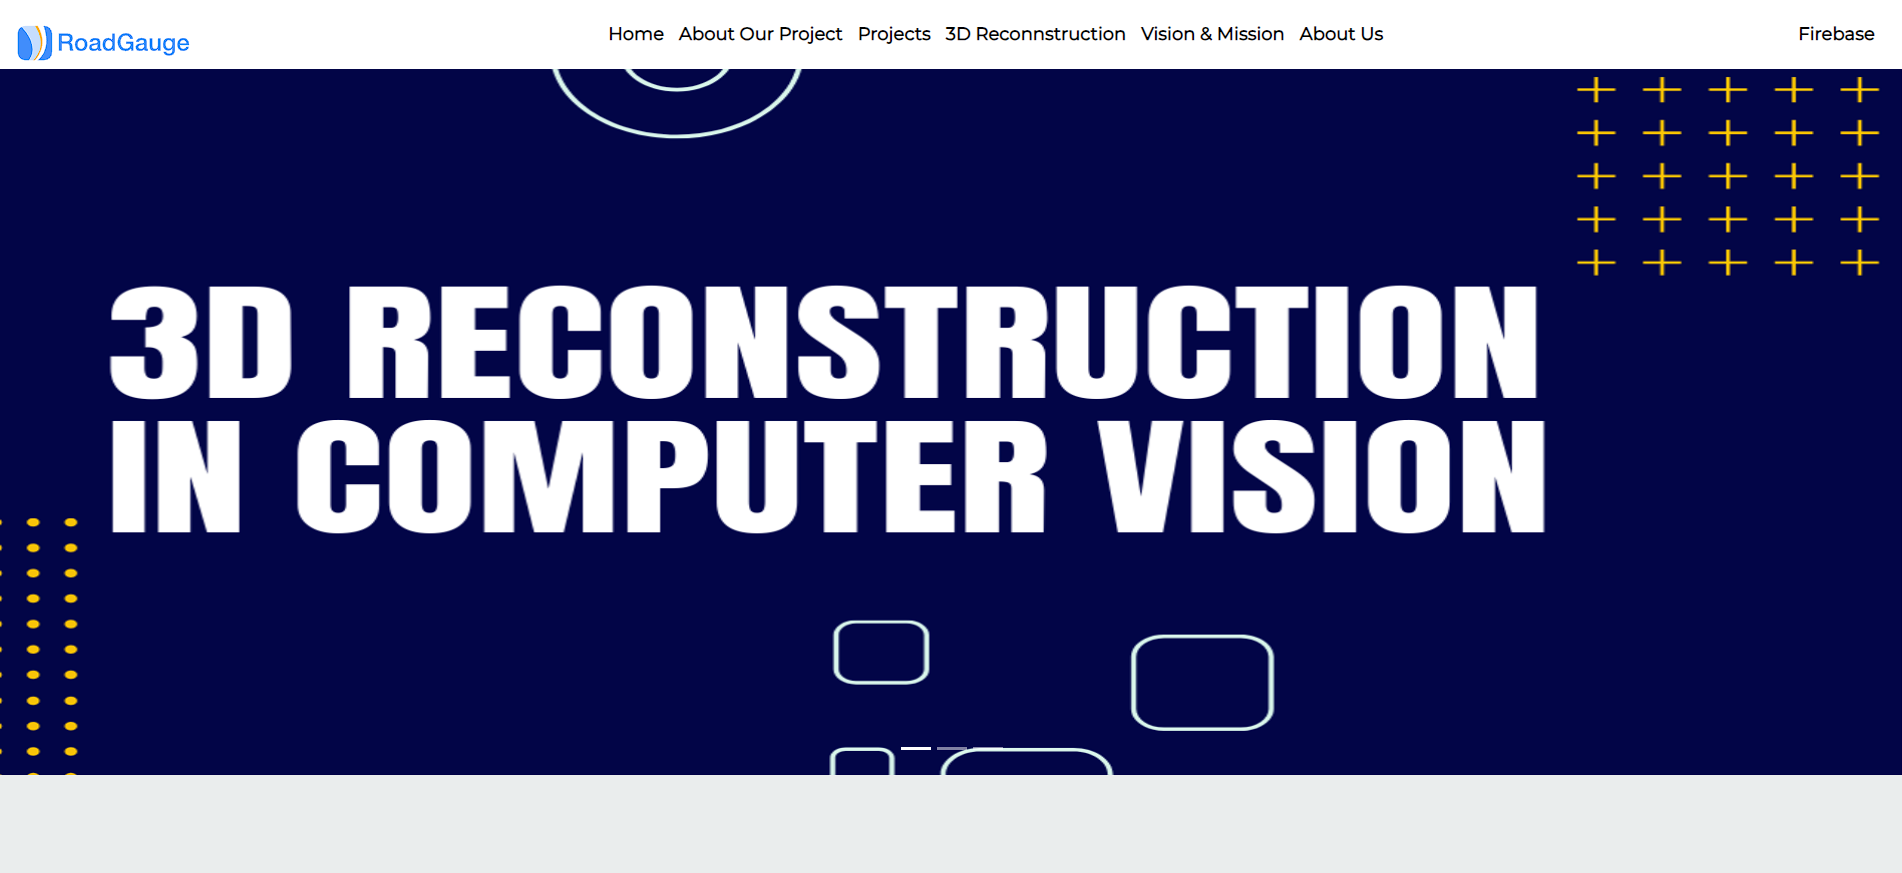 RoadGauge
Home About Our Project Projects 3D Reconnstruction Vision & Mission About Us Firebase
3D RECONSTRUCTION
IN COMPUTER VISION